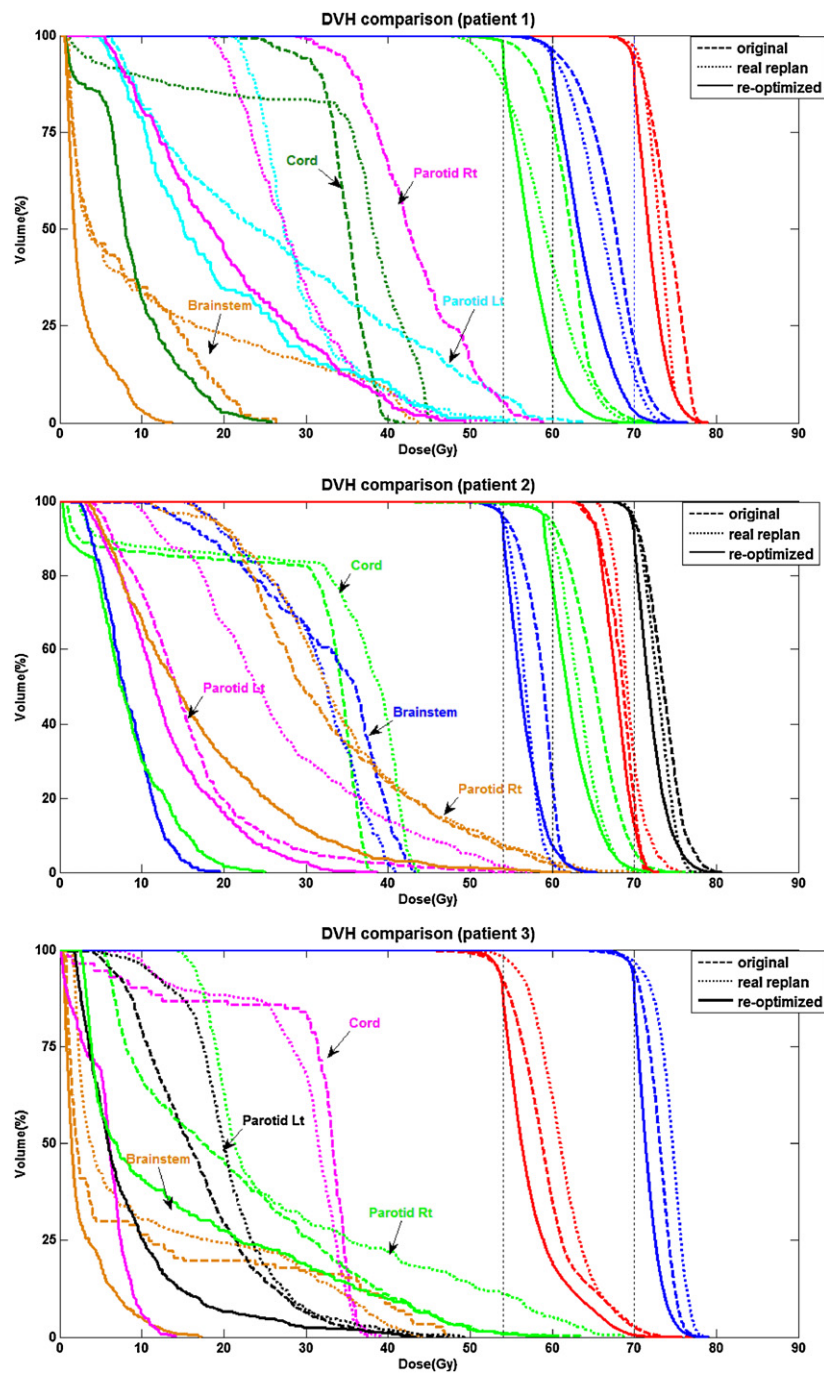 DVH comparison (patient 1)
100
75
50
25
0
Volume(%)
0 10 20 30 40 50 60 70 80 90
Dose(Gy)
original
real replan
re-optimized
Cord
Parotid Rt
Parotid Lt
Brainstem
DVH comparison (patient 2)
100
80
60
40
20
0
Volume(%)
0 10 20 30 40 50 60 70 80 90
Dose(Gy)
original
real replan
re-optimized
Cord
Parotid Lt
Brainstem
Parotid Rt
DVH comparison (patient 3)
100
75
50
25
0
Volume(%)
0 10 20 30 40 50 60 70 80 90
Dose(Gy)
original
real replan
re-optimized
Cord
Parotid Lt
Brainstem
Parotid Rt